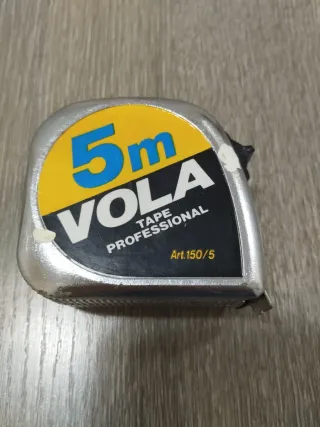 5m
VOLA
TAPE
PROFESSIONAL
Art.150/5